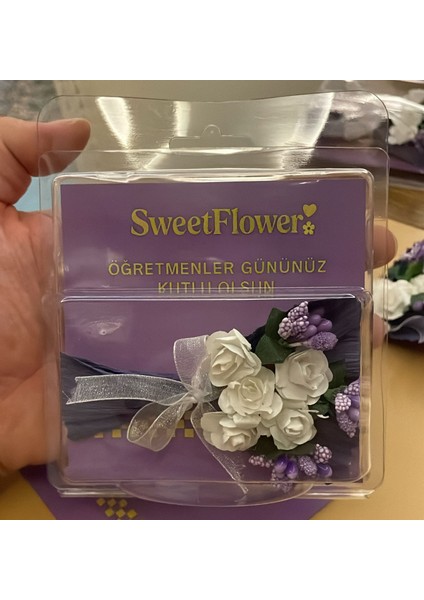 SweetFlower
ÖĞRETMENLER GÜNÜNÜZ
KUTLU OLSUN